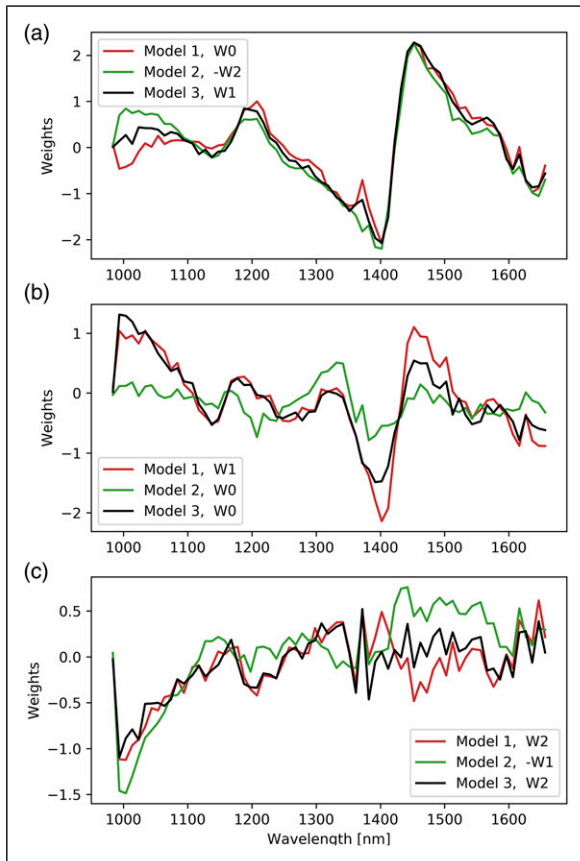 (a)
Model 1, W0
Model 2, -W2
Model 3, W1
Weights
2
1
0
−1
−2
1000 1100 1200 1300 1400 1500 1600
(b)
Weights
1
0
−1
−2
Model 1, W1
Model 2, W0
Model 3, W0
1000 1100 1200 1300 1400 1500 1600
(c)
Weights
0.5
0.0
−0.5
−1.0
−1.5
Model 1, W2
Model 2, -W1
Model 3, W2
1000 1100 1200 1300 1400 1500 1600
Wavelength [nm]